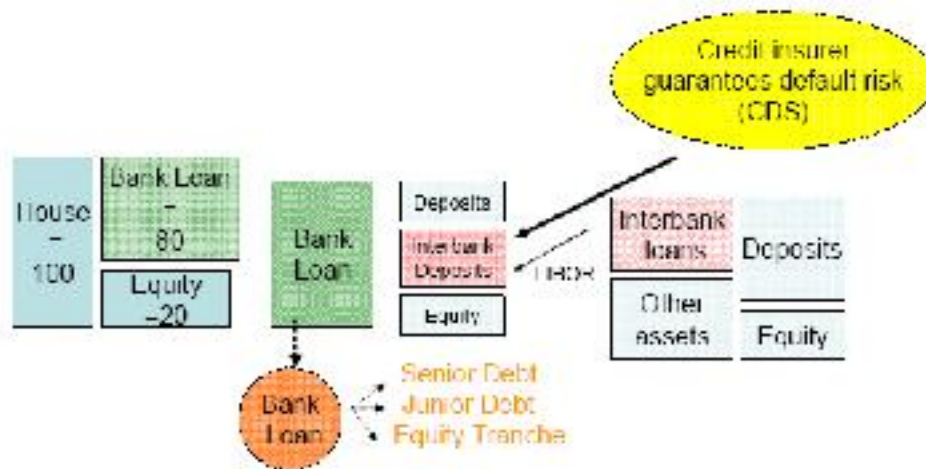 Credit insurer
guarantees default risk
(CDS)
House
=
100
Bank Loan
=
80
Equity
=20
Bank
Loan
Deposits
Interbank
Deposits
Equity
LIBOR
Interbank
loans
Other
assets
Deposits
Equity
Bank
Loan
Senior Debt
Junior Debt
Equity Tranche